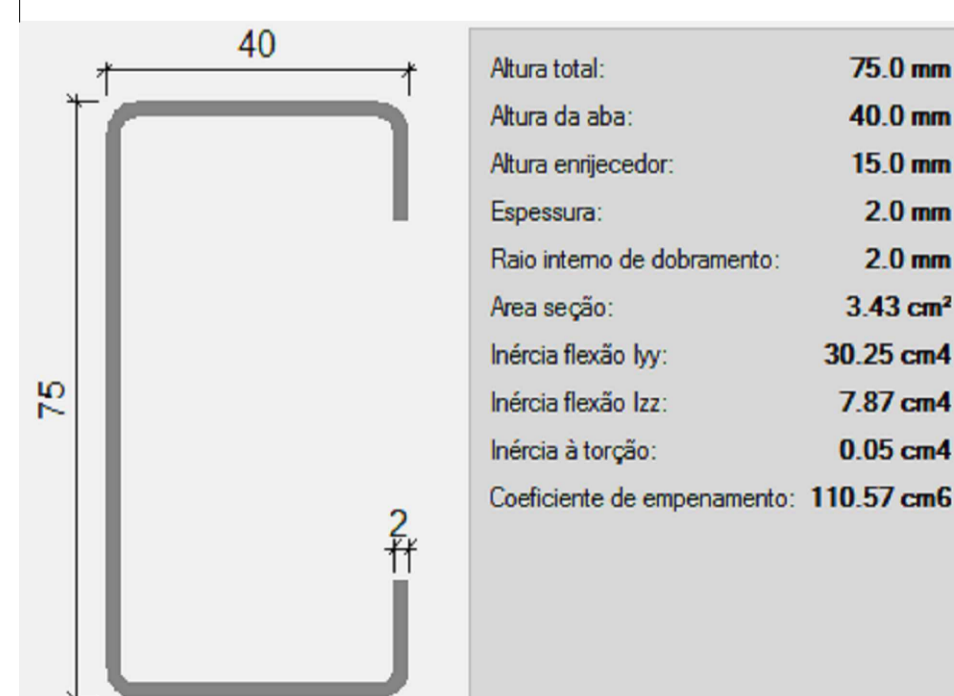 40
75
2
Altura total: 75.0 mm
Altura da aba: 40.0 mm
Altura enrijecedor: 15.0 mm
Espessura: 2.0 mm
Raio interno de dobramento: 2.0 mm
Area seção: 3.43 cm²
Inércia flexão Iyy: 30.25 cm4
Inércia flexão Izz: 7.87 cm4
Inércia à torção: 0.05 cm4
Coeficiente de empenamento: 110.57 cm6